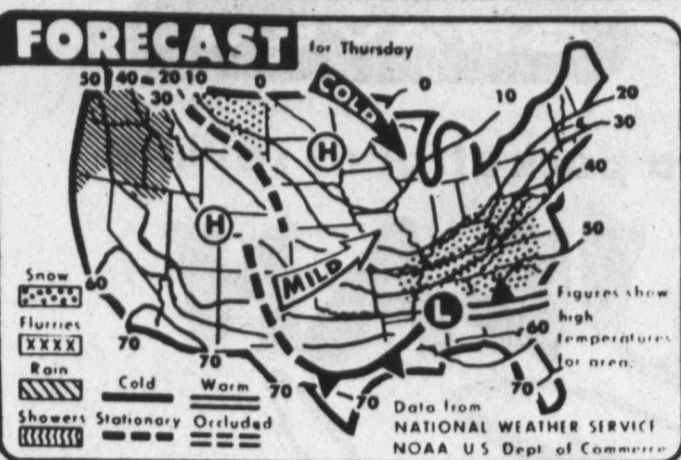 FORECAST for Thursday
50 40 20 10 0 0
30
COLD
10
20
30
H
40
H
50
MILD
60
L
Snow
Flurries
XXXX
Rain
Showers
70
70
70
70
60
70
Cold Warm
Stationary Occluded
Figures show
high
temperatures
for area.
Data from
NATIONAL WEATHER SERVICE
NOAA U S Dept of Commerce